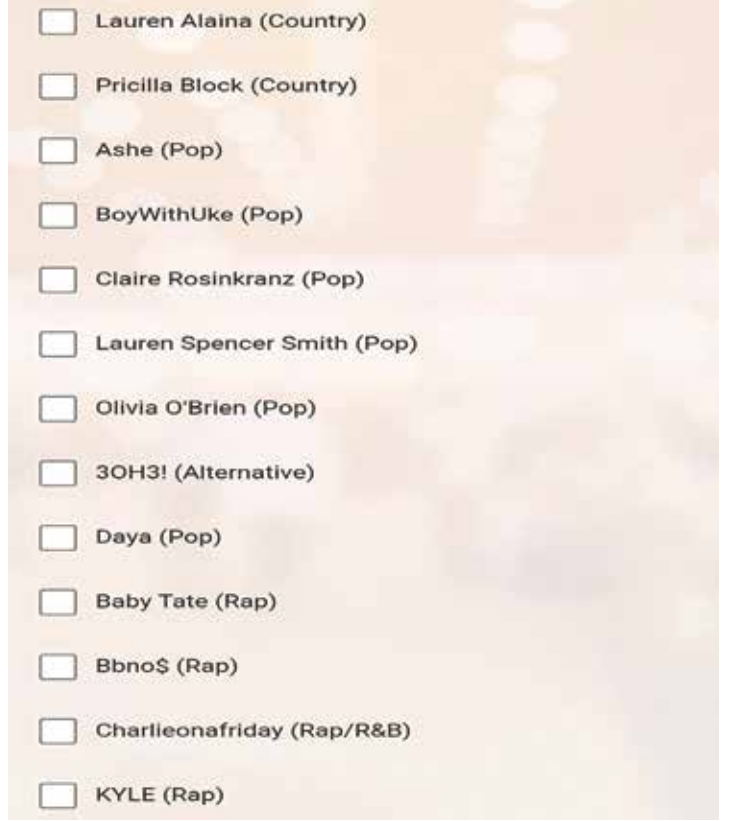 Lauren Alaina (Country)
Pricilla Block (Country)
Ashe (Pop)
BoyWithUke (Pop)
Claire Rosinkranz (Pop)
Lauren Spencer Smith (Pop)
Olivia O'Brien (Pop)
3OH3! (Alternative)
Daya (Pop)
Baby Tate (Rap)
Bbno$ (Rap)
Charlieonafriday (Rap/R&B)
KYLE (Rap)